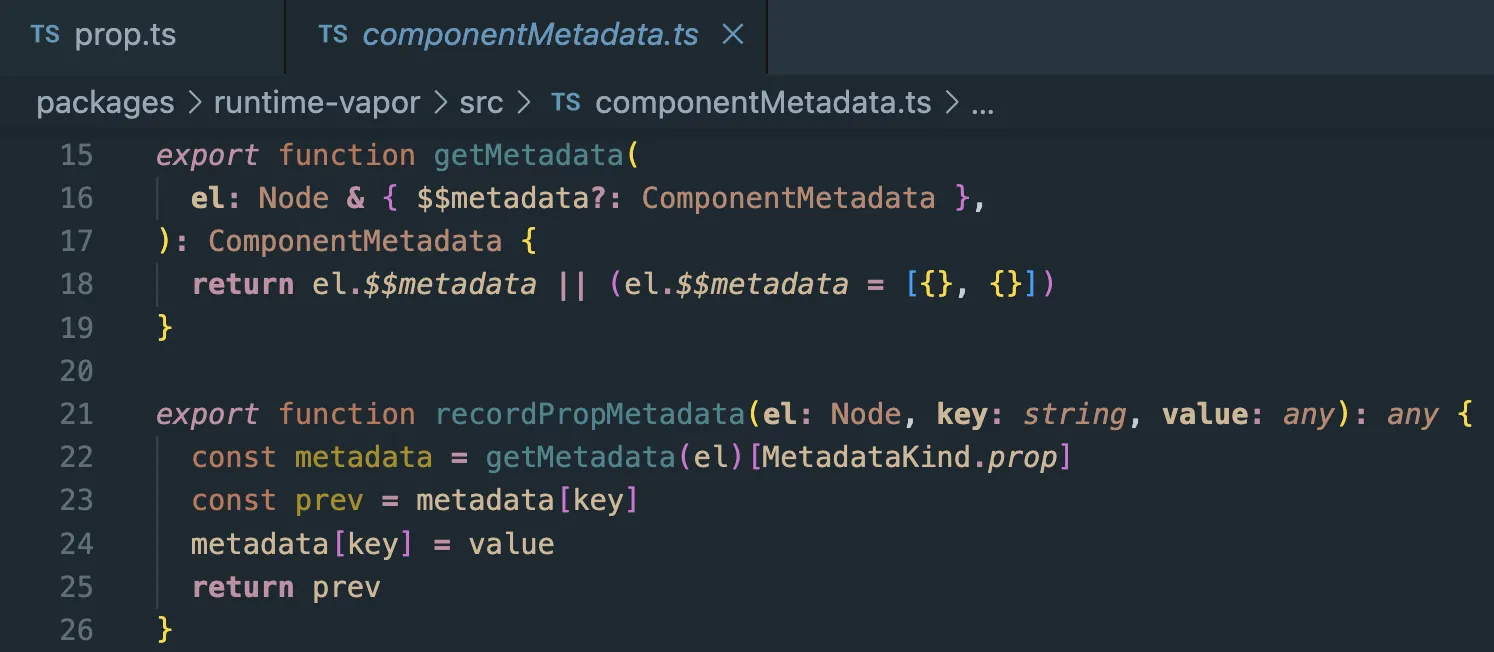 TS prop.ts TS componentMetadata.ts ×
packages > runtime-vapor > src > TS componentMetadata.ts > ...
15 export function getMetadata(
16   el: Node & { $$metadata?: ComponentMetadata },
17 ): ComponentMetadata {
18   return el.$$metadata || (el.$$metadata = [{}, {}])
19 }
20
21 export function recordPropMetadata(el: Node, key: string, value: any): any {
22   const metadata = getMetadata(el)[MetadataKind.prop]
23   const prev = metadata[key]
24   metadata[key] = value
25   return prev
26 }